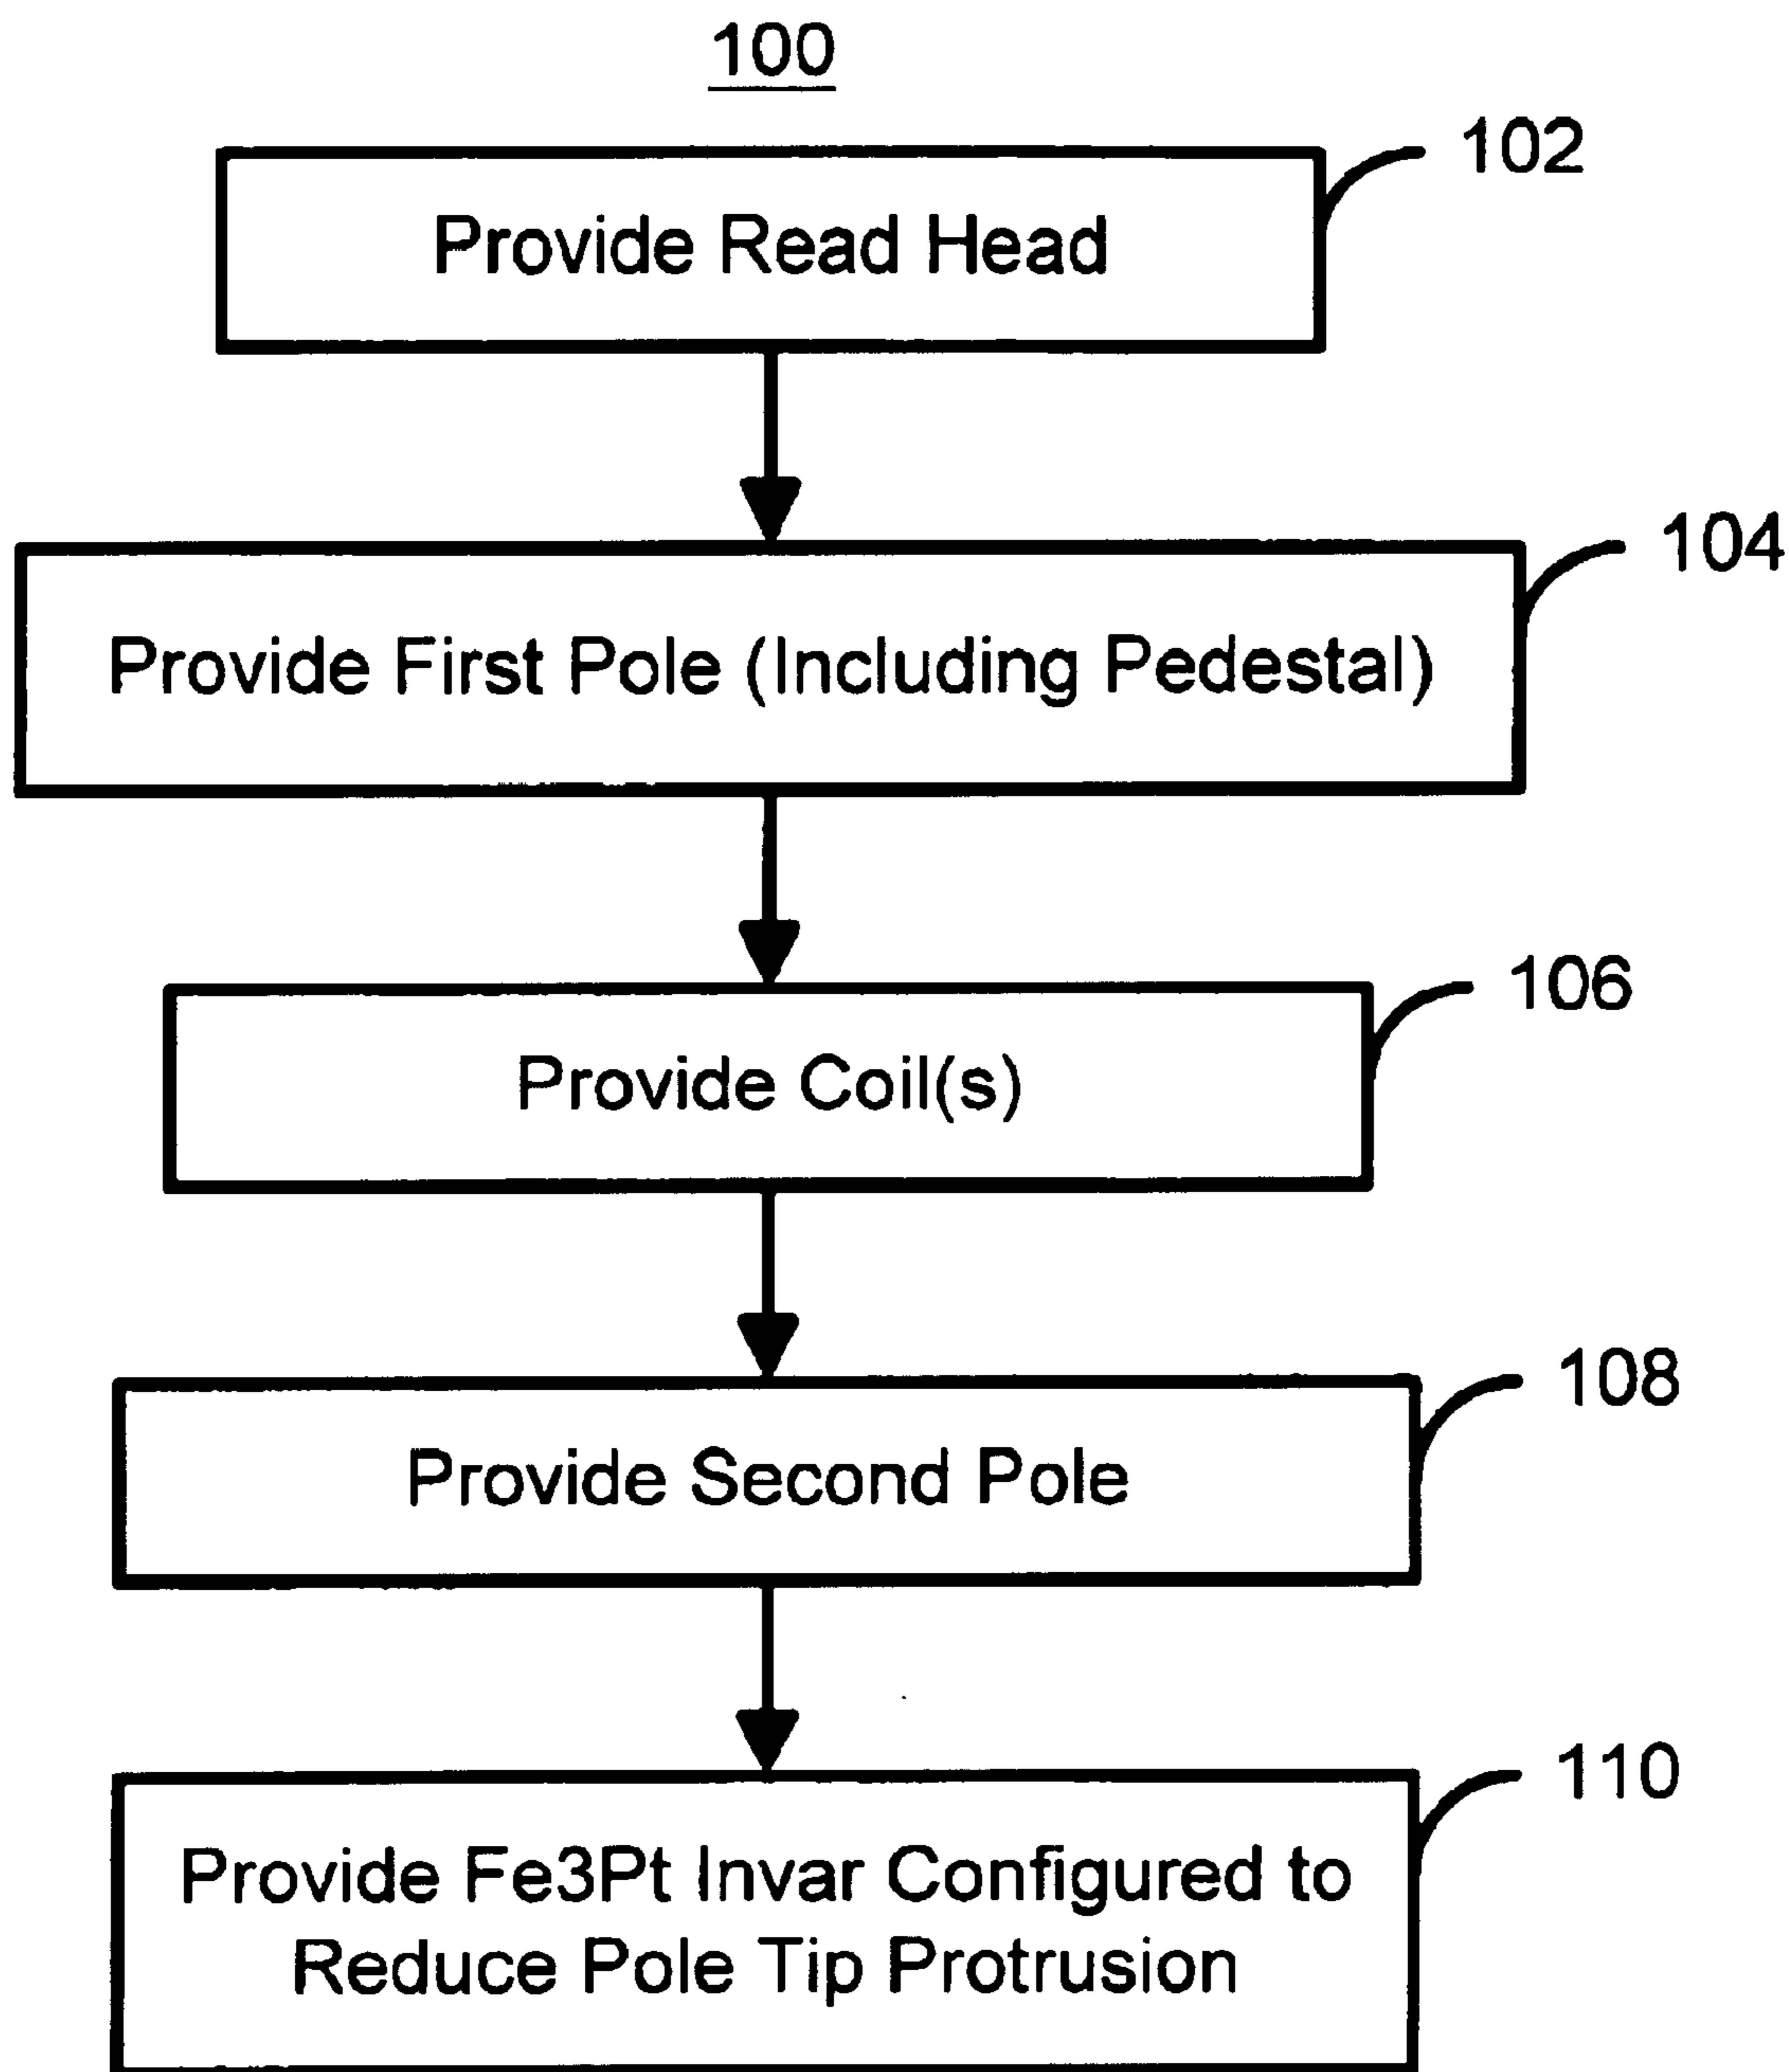 100
102
Provide Read Head
104
Provide First Pole (Including Pedestal)
106
Provide Coil(s)
108
Provide Second Pole
110
Provide Fe3Pt Invar Configured to
Reduce Pole Tip Protrusion